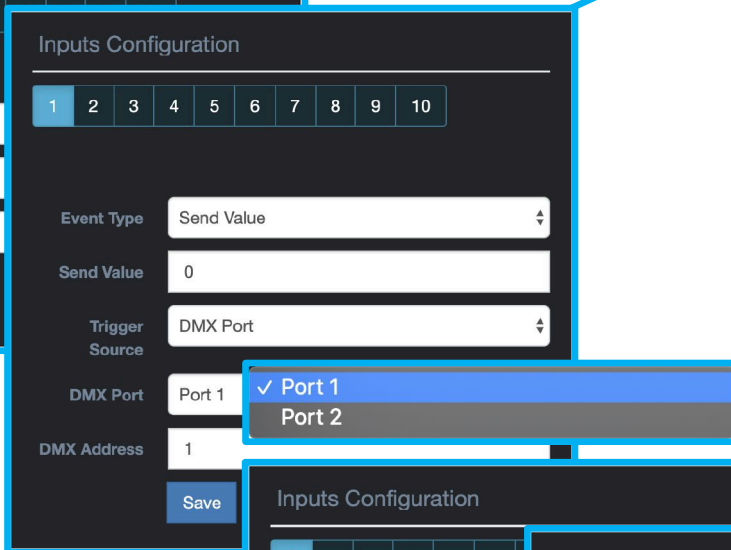 Inputs Configuration
1 2 3 4 5 6 7 8 9 10
Event Type Send Value
Send Value 0
Trigger Source DMX Port
DMX Port Port 1
✓ Port 1
Port 2
DMX Address 1
Save
Inputs Configuration